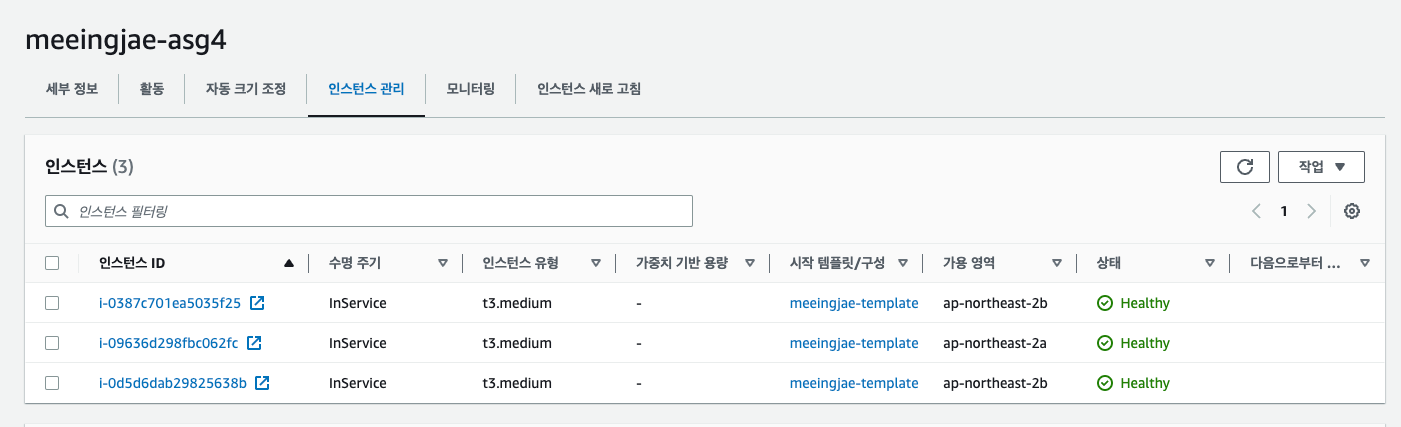 meeingjae-asg4
세부 정보 활동 자동 크기 조정 인스턴스 관리 모니터링 인스턴스 새로 고침
인스턴스 (3) 작업
인스턴스 필터링 1
인스턴스 ID 수명 주기 인스턴스 유형 가중치 기반 용량 시작 템플릿/구성 가용 영역 상태 다음으로부터 ...
i-0387c701ea5035f25 InService t3.medium - meeingjae-template ap-northeast-2b Healthy
i-09636d298fbc062fc InService t3.medium - meeingjae-template ap-northeast-2a Healthy
i-0d5d6dab29825638b InService t3.medium - meeingjae-template ap-northeast-2b Healthy